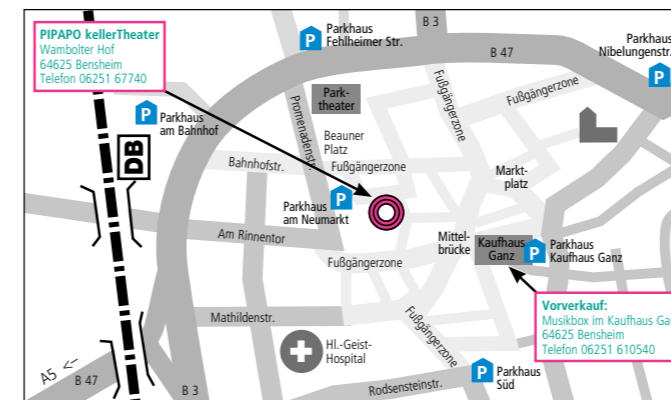 PIPAPO kellerTheater
Wambolter Hof
64625 Bensheim
Telefon 06251 67740
P
Parkhaus
Fehlheimer Str.
B 3
B 47
Parkhaus
Nibelungenstr.
P
P
Parkhaus
am Bahnhof
DB
Park-
theater
Promenadenstr.
Beauner
Platz
Fußgängerzone
Fußgängerzone
Fußgängerzone
Bahnhofstr.
Markt-
platz
Parkhaus
am Neumarkt
P
Am Rinnentor
Mittel-
brücke
Kaufhaus
Ganz
P
Parkhaus
Kaufhaus Ganz
Fußgängerzone
Mathildenstr.
Fußgängerzone
Vorverkauf:
Musikbox im Kaufhaus Ga
64625 Bensheim
Telefon 06251 610540
Hl.-Geist-
Hospital
A5 <-
B 47
B 3
Rodsensteinstr.
P
Parkhaus
Süd